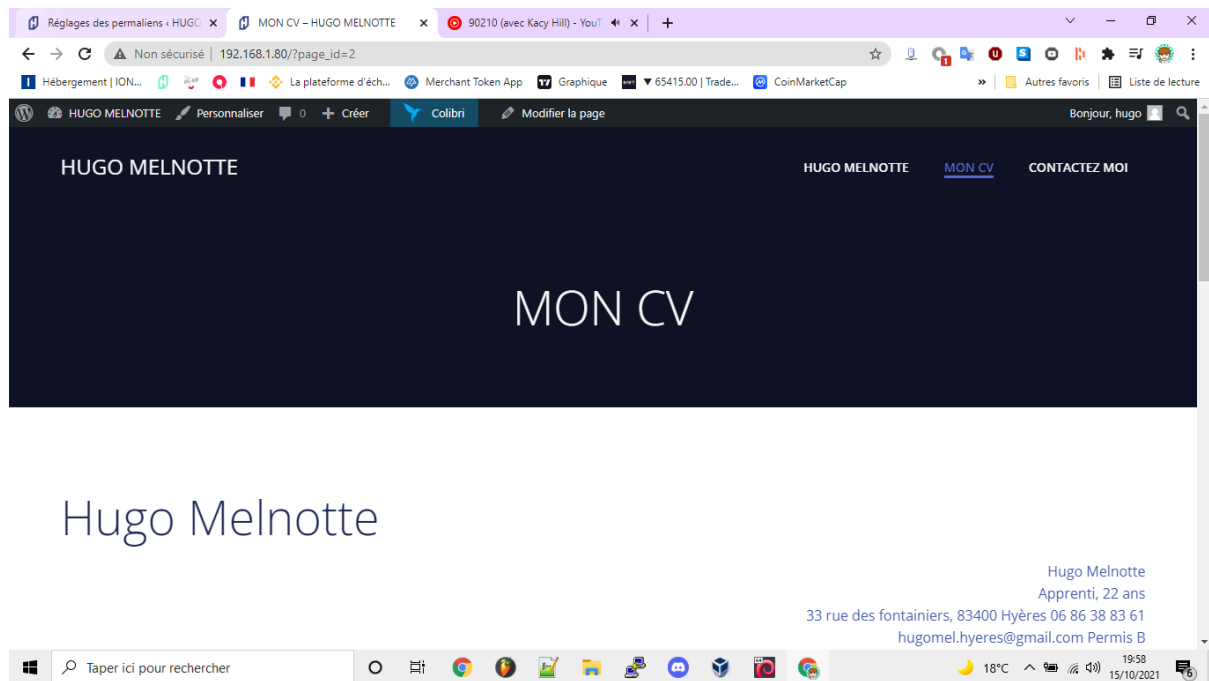 Réglages des permaliens ‹ HUGO
MON CV – HUGO MELNOTTE
90210 (avec Kacy Hill) - YouT
Non sécurisé | 192.168.1.80/?page_id=2
Hébergement | ION...
La plateforme d'éch...
Merchant Token App
Graphique
▼ 65415.00 | Trade...
CoinMarketCap
»
Autres favoris
Liste de lecture
HUGO MELNOTTE
Personnaliser
0
+ Créer
Colibri
Modifier la page
Bonjour, hugo
HUGO MELNOTTE
HUGO MELNOTTE
MON CV
CONTACTEZ MOI
MON CV
Hugo Melnotte
Hugo Melnotte
Apprenti, 22 ans
33 rue des fontainiers, 83400 Hyères 06 86 38 83 61
hugomel.hyeres@gmail.com Permis B
Taper ici pour rechercher
18°C
19:58
15/10/2021
6